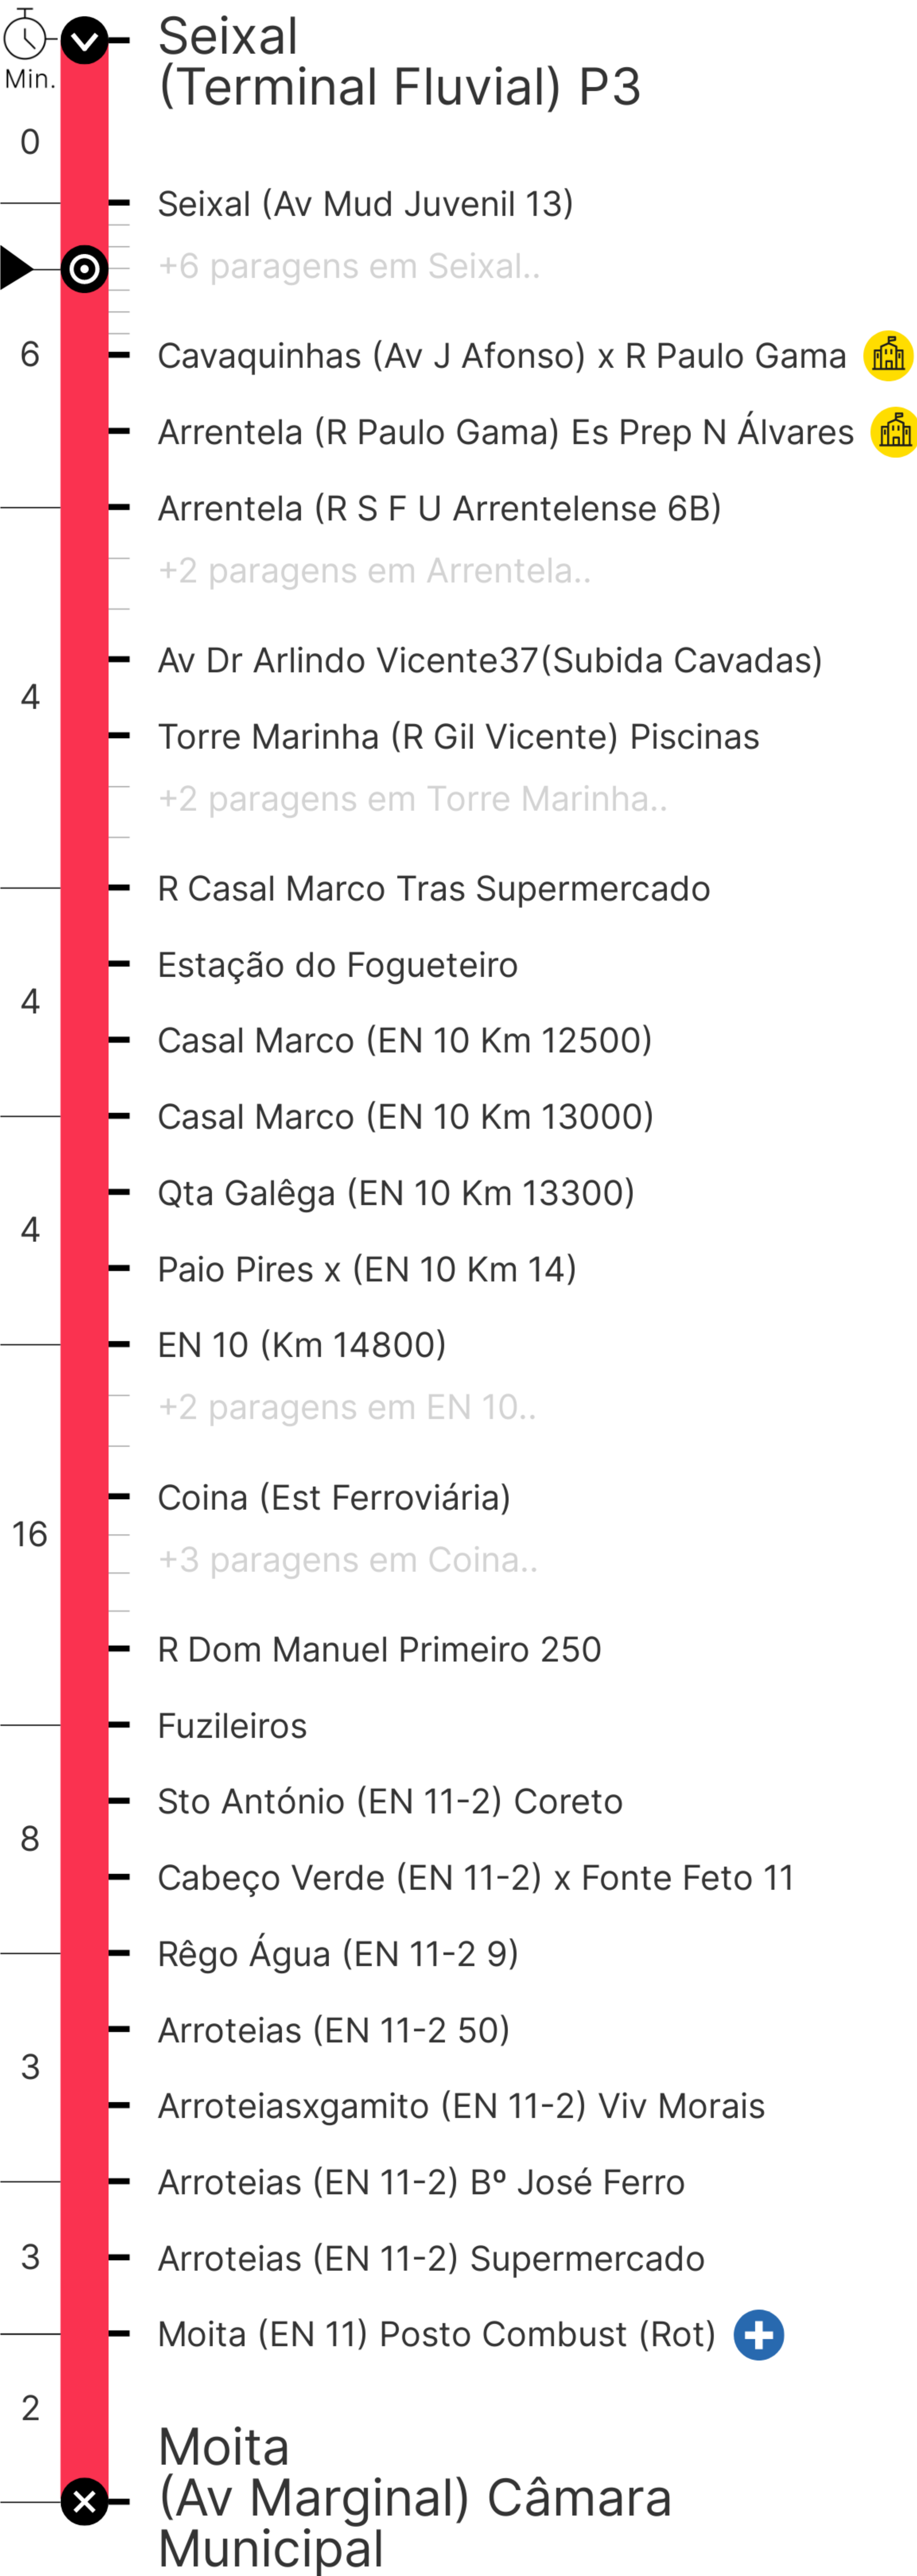 Seixal
(Terminal Fluvial) P3
Min.
0
Seixal (Av Mud Juvenil 13)
+6 paragens em Seixal..
6
Cavaquinhas (Av J Afonso) x R Paulo Gama
Arrentela (R Paulo Gama) Es Prep N Álvares
Arrentela (R S F U Arrentelense 6B)
+2 paragens em Arrentela..
Av Dr Arlindo Vicente37(Subida Cavadas)
4
Torre Marinha (R Gil Vicente) Piscinas
+2 paragens em Torre Marinha..
R Casal Marco Tras Supermercado
Estação do Fogueteiro
4
Casal Marco (EN 10 Km 12500)
Casal Marco (EN 10 Km 13000)
Qta Galêga (EN 10 Km 13300)
4
Paio Pires x (EN 10 Km 14)
EN 10 (Km 14800)
+2 paragens em EN 10..
Coina (Est Ferroviária)
16
+3 paragens em Coina..
R Dom Manuel Primeiro 250
Fuzileiros
Sto António (EN 11-2) Coreto
8
Cabeço Verde (EN 11-2) x Fonte Feto 11
Rêgo Água (EN 11-2 9)
Arroteias (EN 11-2 50)
3
Arroteiasxgamito (EN 11-2) Viv Morais
Arroteias (EN 11-2) Bº José Ferro
3
Arroteias (EN 11-2) Supermercado
Moita (EN 11) Posto Combust (Rot)
2
Moita
(Av Marginal) Câmara
Municipal